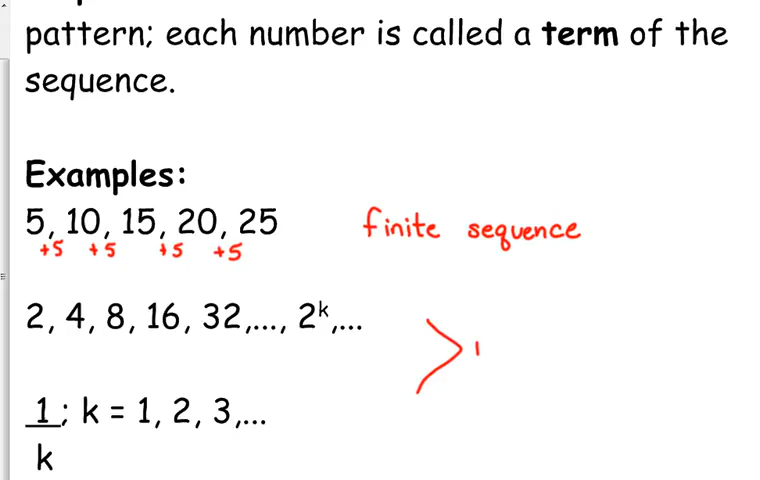 pattern; each number is called a term of the
sequence.
Examples:
5, 10, 15, 20, 25 finite sequence
+5 +5 +5 +5
2, 4, 8, 16, 32,..., 2ᵏ,...
1; k = 1, 2, 3,...
k